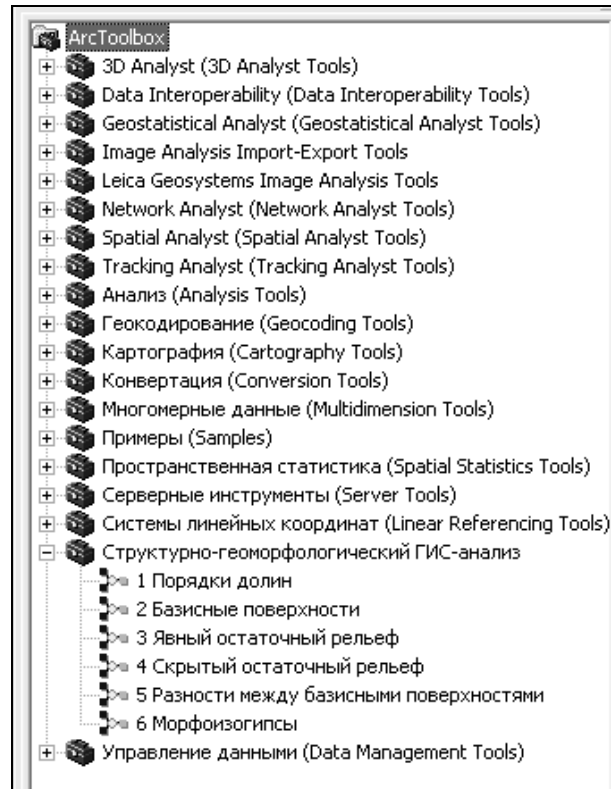 ArcToolbox
3D Analyst (3D Analyst Tools)
Data Interoperability (Data Interoperability Tools)
Geostatistical Analyst (Geostatistical Analyst Tools)
Image Analysis Import-Export Tools
Leica Geosystems Image Analysis Tools
Network Analyst (Network Analyst Tools)
Spatial Analyst (Spatial Analyst Tools)
Tracking Analyst (Tracking Analyst Tools)
Анализ (Analysis Tools)
Геокодирование (Geocoding Tools)
Картография (Cartography Tools)
Конвертация (Conversion Tools)
Многомерные данные (Multidimension Tools)
Примеры (Samples)
Пространственная статистика (Spatial Statistics Tools)
Серверные инструменты (Server Tools)
Системы линейных координат (Linear Referencing Tools)
Структурно-геоморфологический ГИС-анализ
1 Порядки долин
2 Базисные поверхности
3 Явный остаточный рельеф
4 Скрытый остаточный рельеф
5 Разности между базисными поверхностями
6 Морфоизогипсы
Управление данными (Data Management Tools)